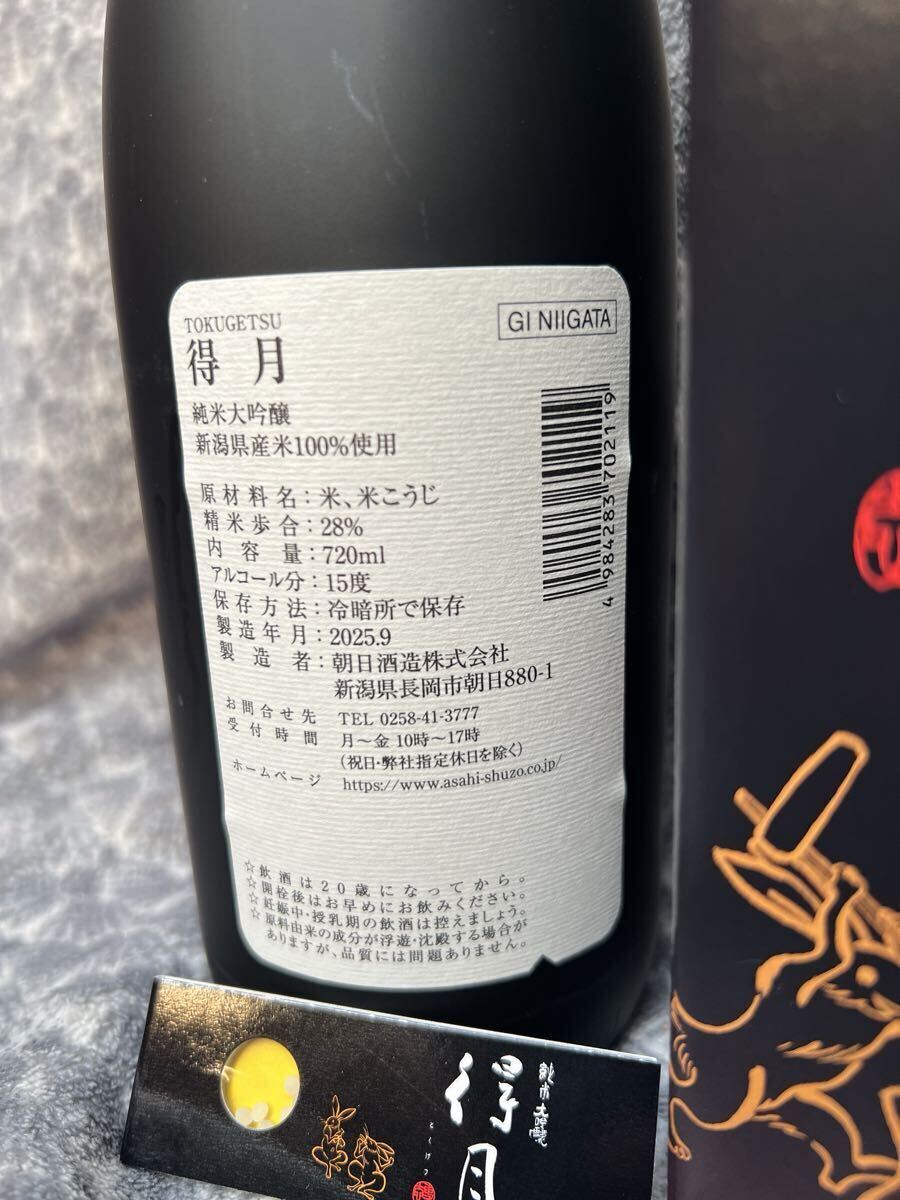 TOKUGETSU
得月
GI NIIGATA
純米大吟醸
新潟県産米100%使用
原材料名：米、米こうじ
精米歩合：28%
内容量：720ml
アルコール分：15度
保存方法：冷暗所で保存
製造年月：2025.9
製造者：朝日酒造株式会社
新潟県長岡市朝日880-1
4 984283 702119
お問合せ先 TEL 0258-41-3777
受付時間 月～金 10時～17時
（祝日・弊社指定休日を除く）
ホームページ https://www.asahi-shuzo.co.jp/
☆飲酒は20歳になってから。
☆開栓後はお早めにお飲みください。
☆妊娠中・授乳期の飲酒は控えましょう。
☆原料由来の成分が浮遊・沈殿する場合が
ありますが、品質には問題ありません。
純米大吟醸
得月
とくげつ